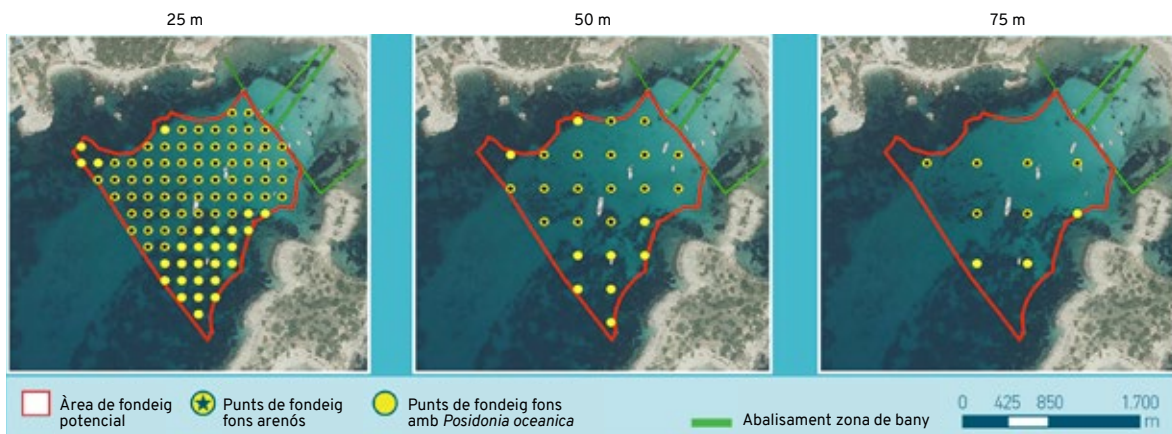 25 m
50 m
75 m
Àrea de fondeig
potencial
Punts de fondeig
fons arenós
Punts de fondeig fons
amb Posidonia oceanica
Abalisament zona de bany
0 425 850 1.700
m